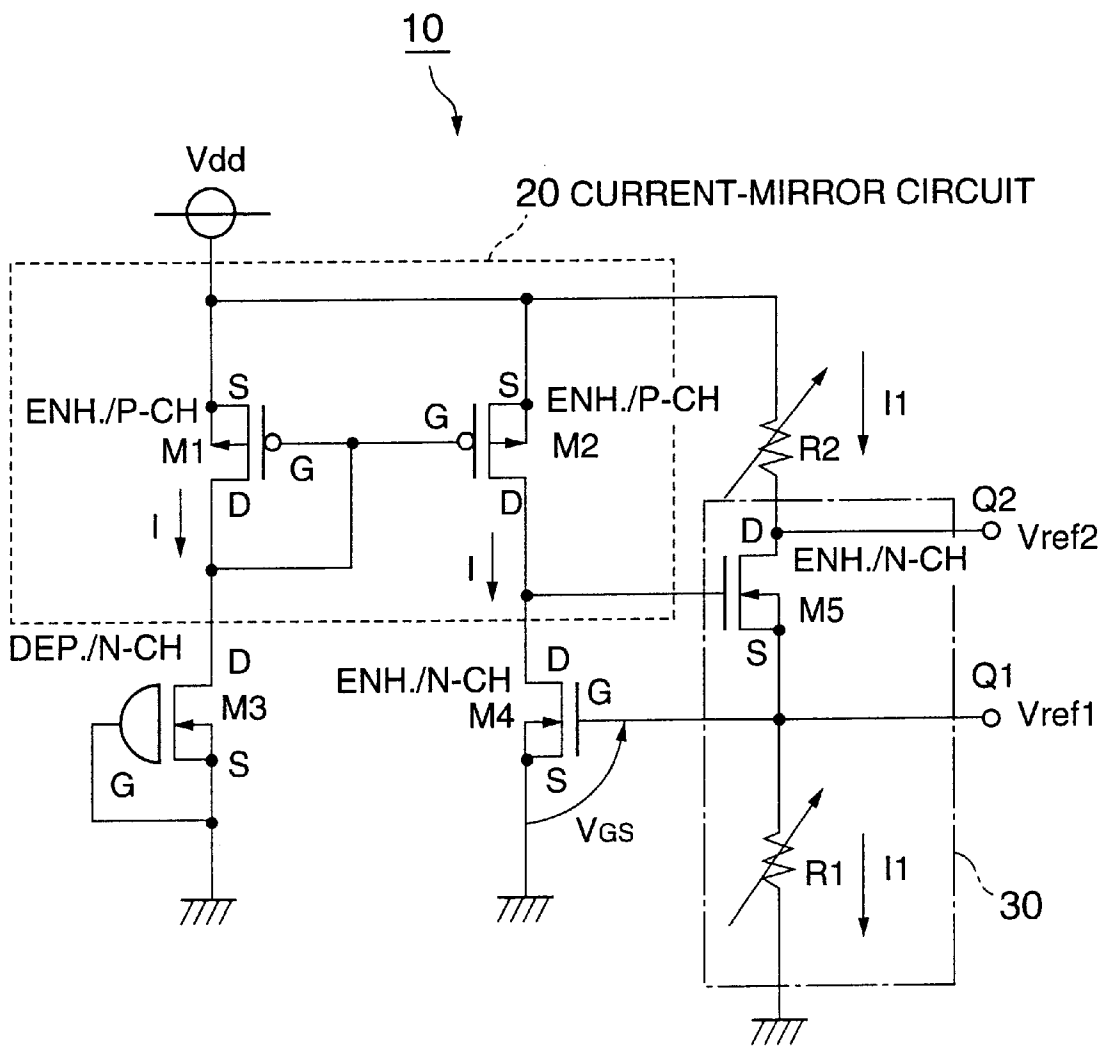 10
Vdd
20 CURRENT-MIRROR CIRCUIT
S
ENH./P-CH
M1
G
D
I
S
ENH./P-CH
G
M2
D
I
I1
R2
Q2
Vref2
D
ENH./N-CH
M5
S
DEP./N-CH
D
M3
G
S
ENH./N-CH
D
G
M4
S
VGS
Q1
Vref1
R1
I1
30